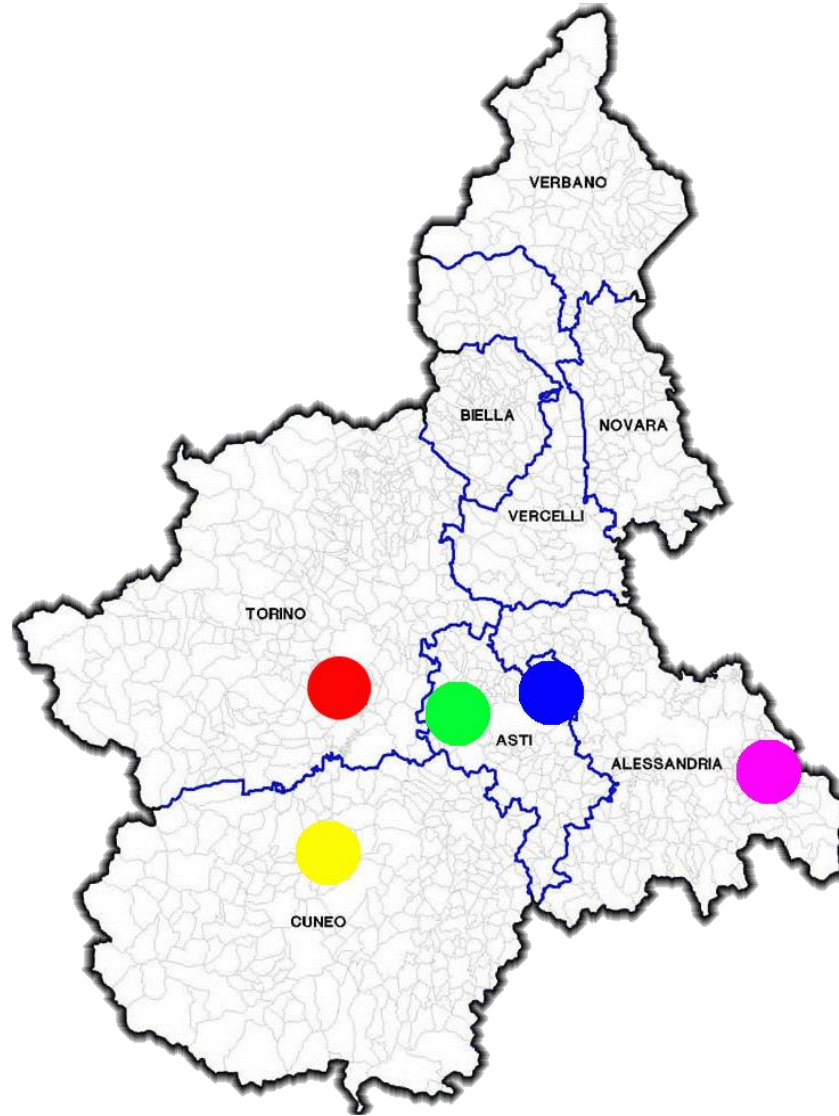 VERBANO
BIELLA
NOVARA
VERCELLI
TORINO
ASTI
ALESSANDRIA
CUNEO